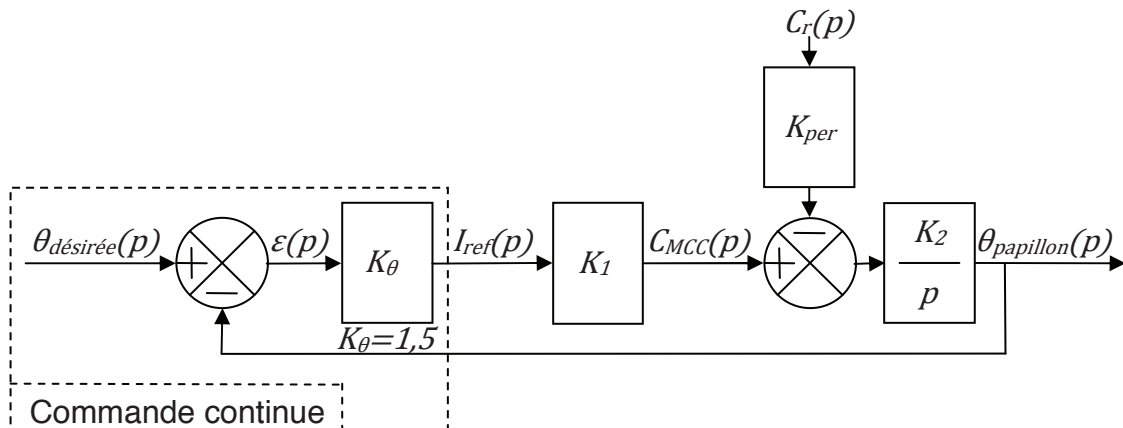 Cᵣ(p)
Kₚₑᵣ
θdésirée(p)
+
−
ε(p)
Kθ
Kθ=1,5
Iref(p)
K₁
CMCC(p)
+
−
K₂
p
θpapillon(p)
Commande continue